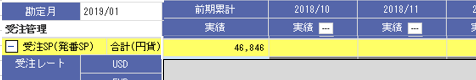 勘定月 2019/01 前期累計 2018/10 2018/11
受注管理 実績 実績 ... 実績 ...
受注SP(発番SP) 合計(円貨) 46,846
受注レート USD